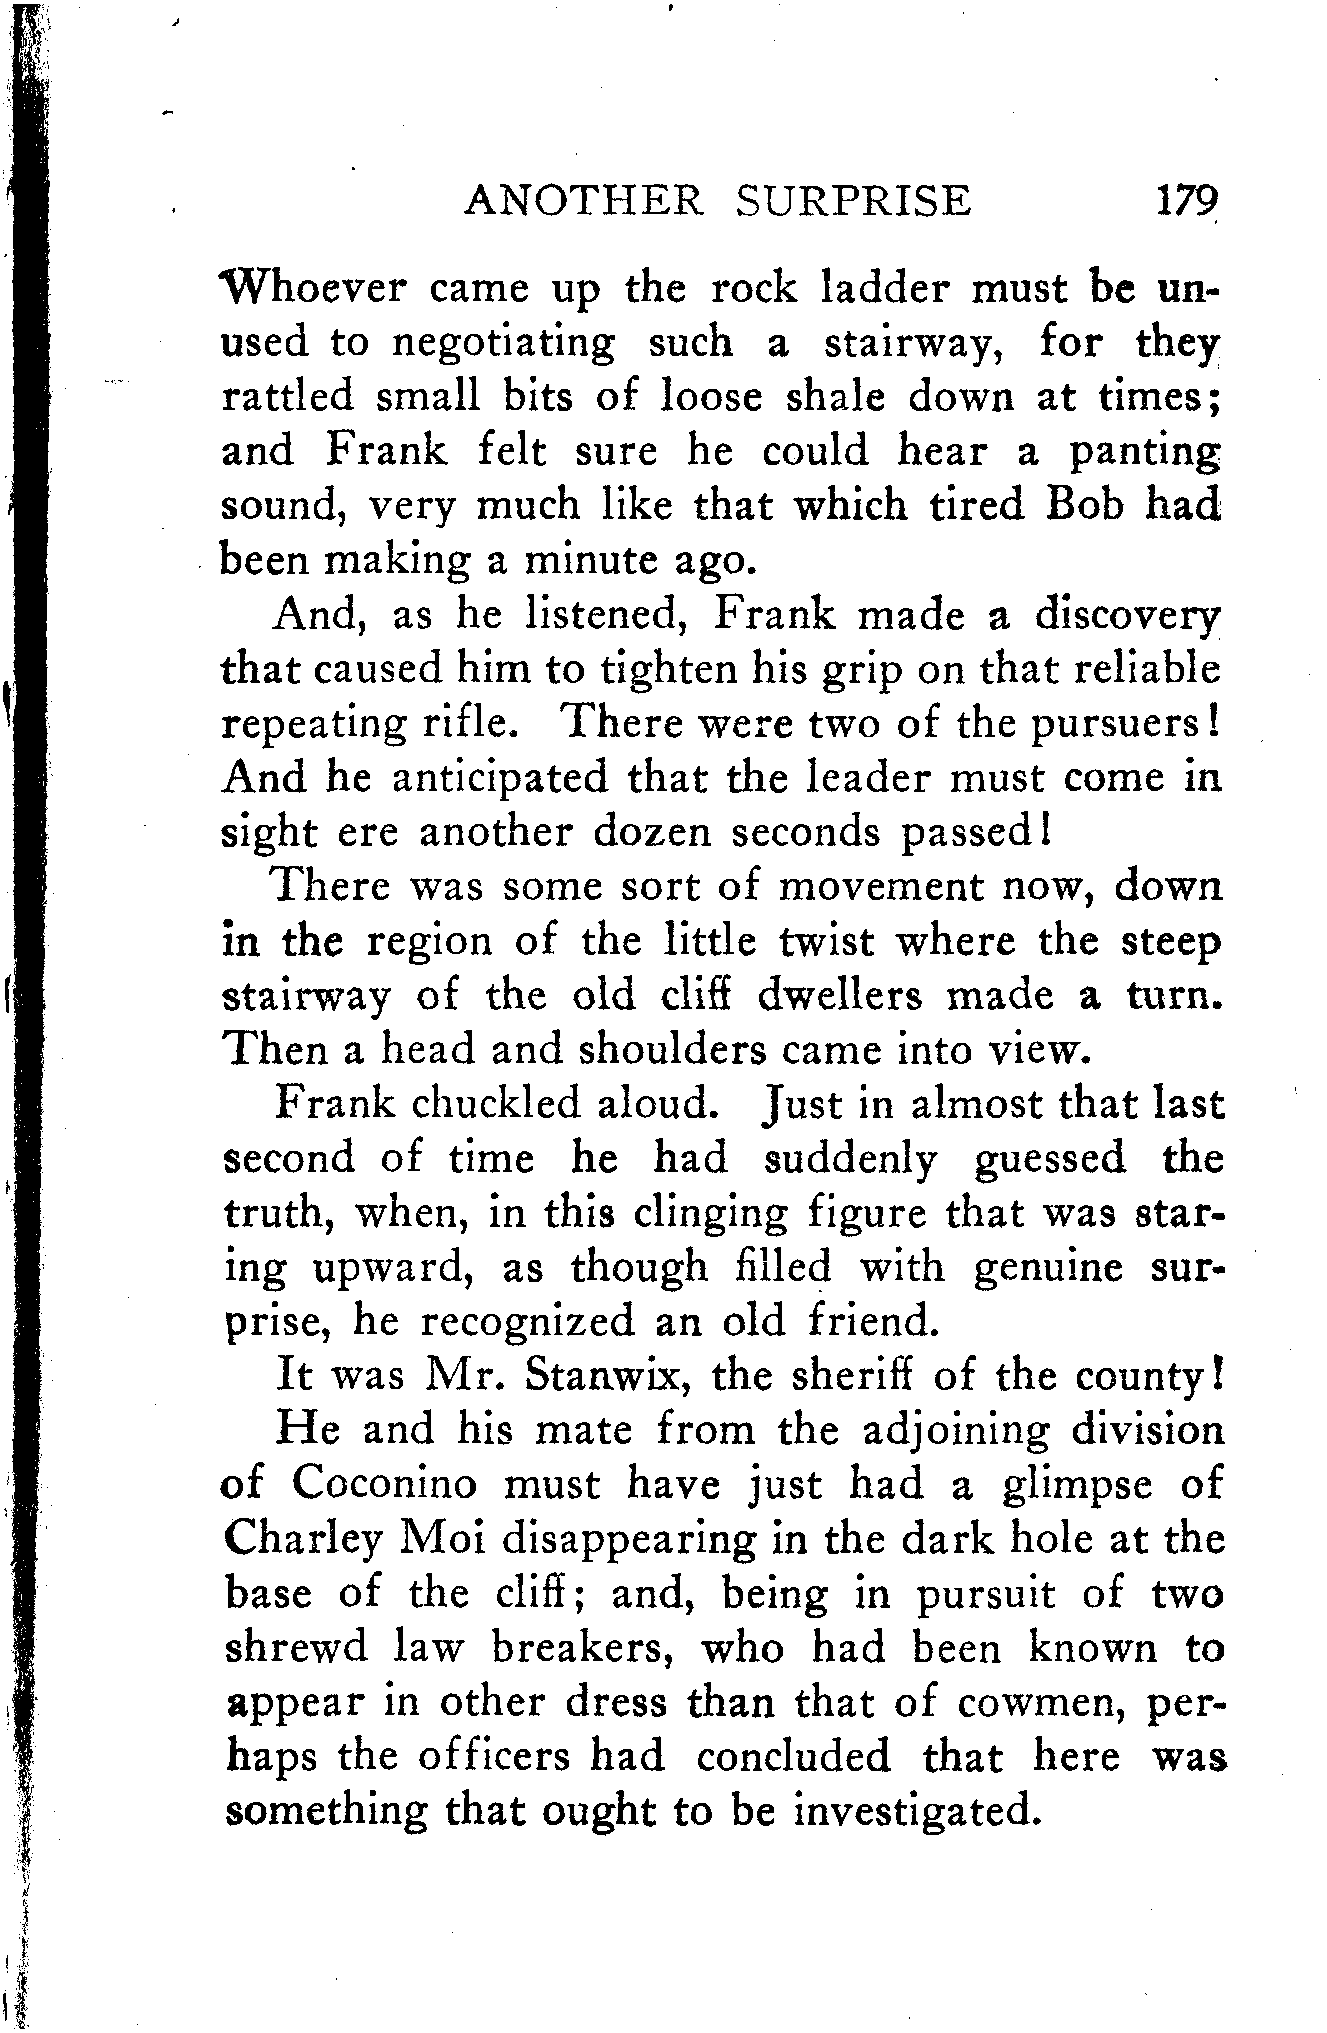 ANOTHER SURPRISE 179
Whoever came up the rock ladder must be un-
used to negotiating such a stairway, for they
rattled small bits of loose shale down at times;
and Frank felt sure he could hear a panting
sound, very much like that which tired Bob had
been making a minute ago.
And, as he listened, Frank made a discovery
that caused him to tighten his grip on that reliable
repeating rifle. There were two of the pursuers!
And he anticipated that the leader must come in
sight ere another dozen seconds passed!
There was some sort of movement now, down
in the region of the little twist where the steep
stairway of the old cliff dwellers made a turn.
Then a head and shoulders came into view.
Frank chuckled aloud. Just in almost that last
second of time he had suddenly guessed the
truth, when, in this clinging figure that was star-
ing upward, as though filled with genuine sur-
prise, he recognized an old friend.
It was Mr. Stanwix, the sheriff of the county!
He and his mate from the adjoining division
of Coconino must have just had a glimpse of
Charley Moi disappearing in the dark hole at the
base of the cliff; and, being in pursuit of two
shrewd law breakers, who had been known to
appear in other dress than that of cowmen, per-
haps the officers had concluded that here was
something that ought to be investigated.